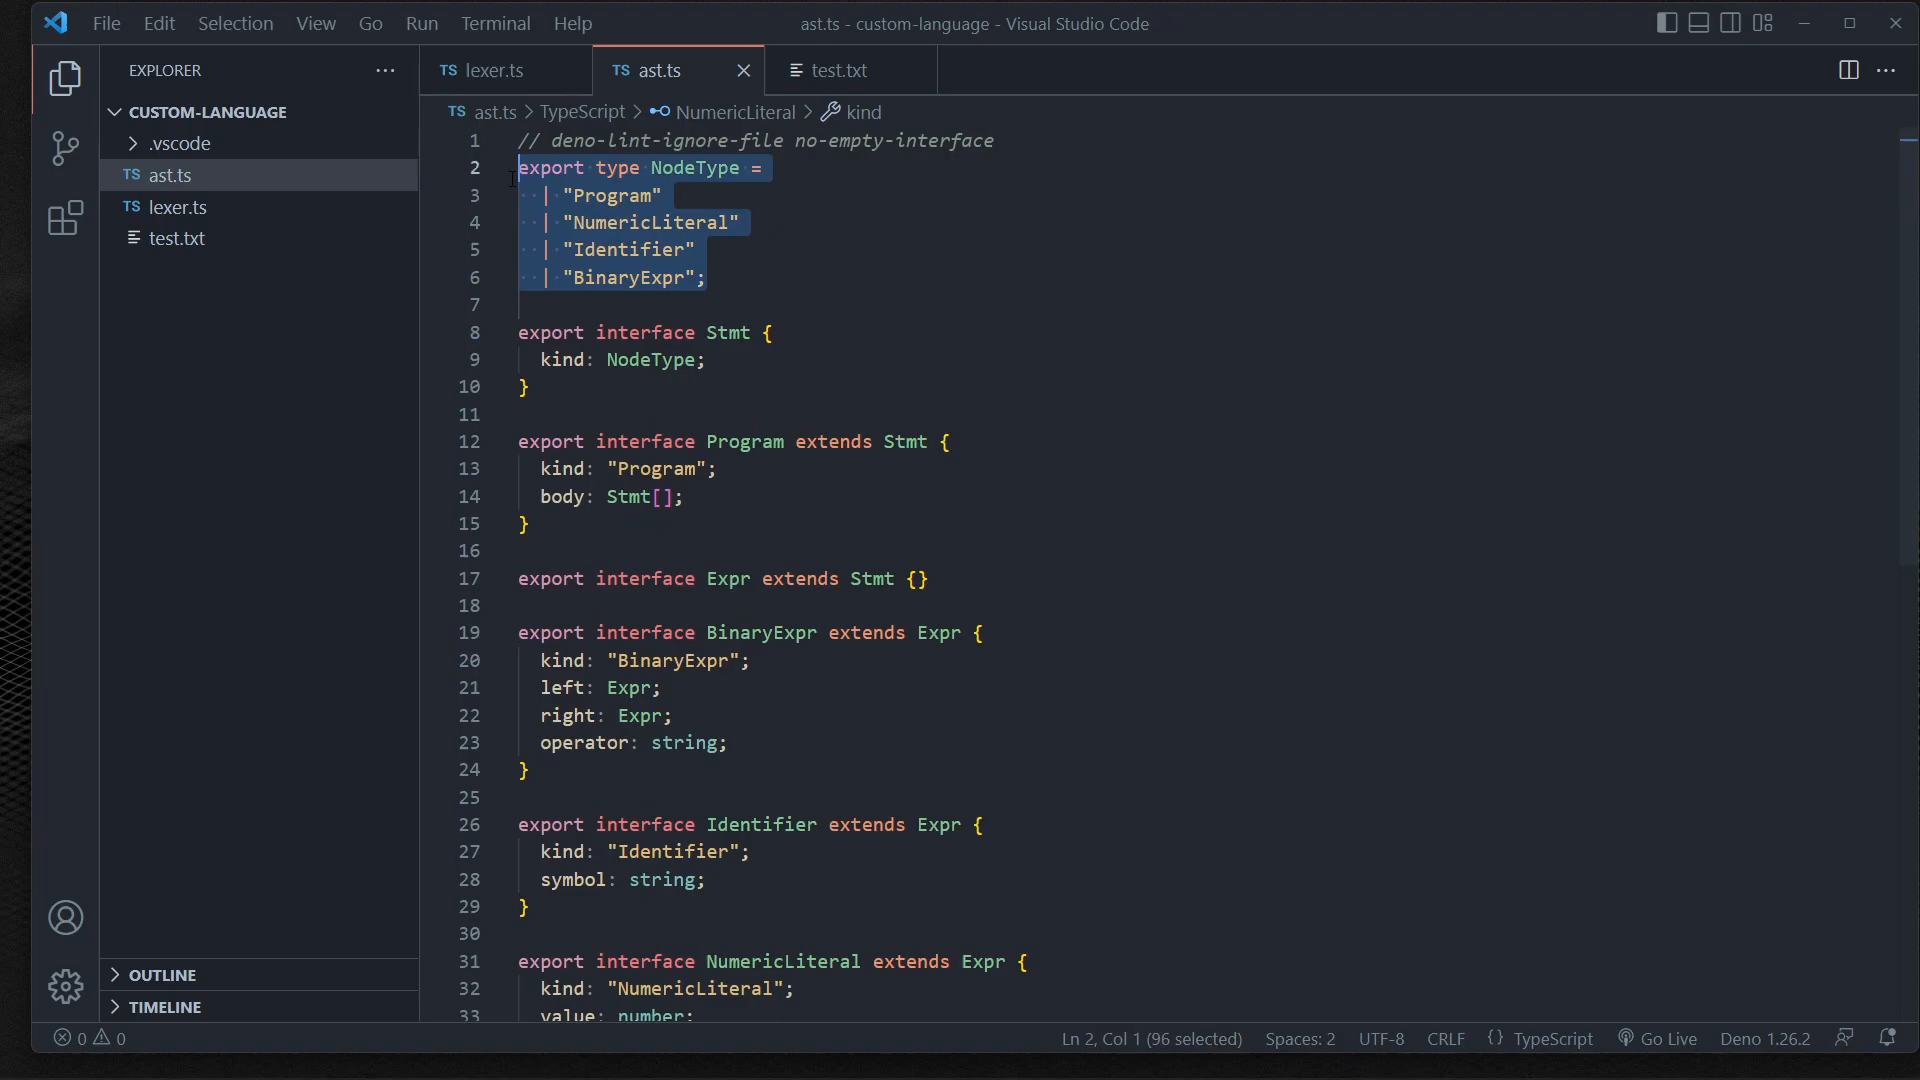 File Edit Selection View Go Run Terminal Help
ast.ts - custom-language - Visual Studio Code
EXPLORER
CUSTOM-LANGUAGE
.vscode
TS ast.ts
TS lexer.ts
test.txt
OUTLINE
TIMELINE
TS lexer.ts
TS ast.ts
test.txt
TS ast.ts > TypeScript > NumericLiteral > kind
1 // deno-lint-ignore-file no-empty-interface
2 export type NodeType =
3 | "Program"
4 | "NumericLiteral"
5 | "Identifier"
6 | "BinaryExpr";
7
8 export interface Stmt {
9 kind: NodeType;
10 }
11
12 export interface Program extends Stmt {
13 kind: "Program";
14 body: Stmt[];
15 }
16
17 export interface Expr extends Stmt {}
18
19 export interface BinaryExpr extends Expr {
20 kind: "BinaryExpr";
21 left: Expr;
22 right: Expr;
23 operator: string;
24 }
25
26 export interface Identifier extends Expr {
27 kind: "Identifier";
28 symbol: string;
29 }
30
31 export interface NumericLiteral extends Expr {
32 kind: "NumericLiteral";
33 value: number;
0 0
Ln 2, Col 1 (96 selected) Spaces: 2 UTF-8 CRLF {} TypeScript Go Live Deno 1.26.2